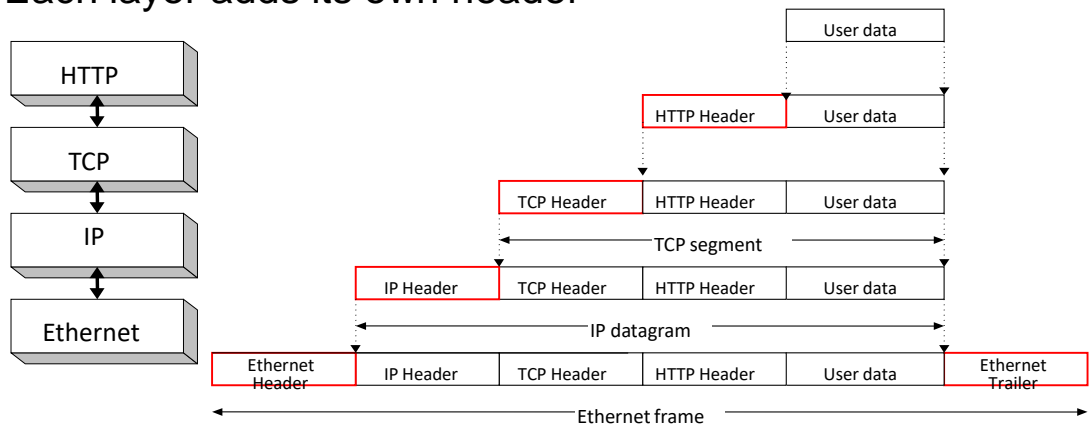 Each layer adds its own header
User data
HTTP
HTTP Header User data
TCP
TCP Header HTTP Header User data
TCP segment
IP
IP Header TCP Header HTTP Header User data
IP datagram
Ethernet
Ethernet
Header IP Header TCP Header HTTP Header User data Ethernet
Trailer
Ethernet frame